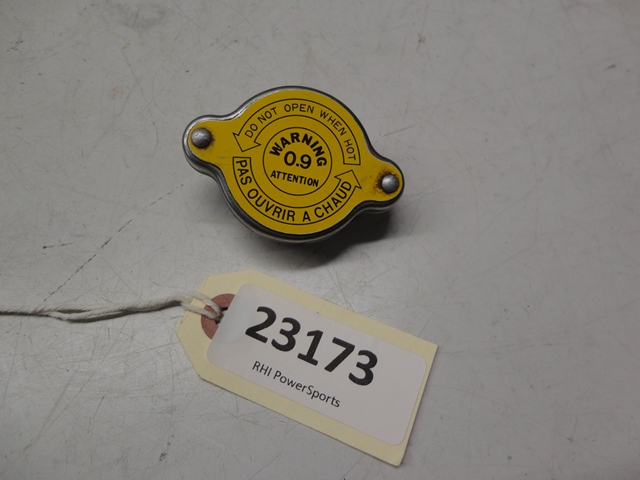 DO NOT OPEN WHEN HOT
WARNING
0.9
ATTENTION
PAS OUVRIR A CHAUD
23173
RHI PowerSports